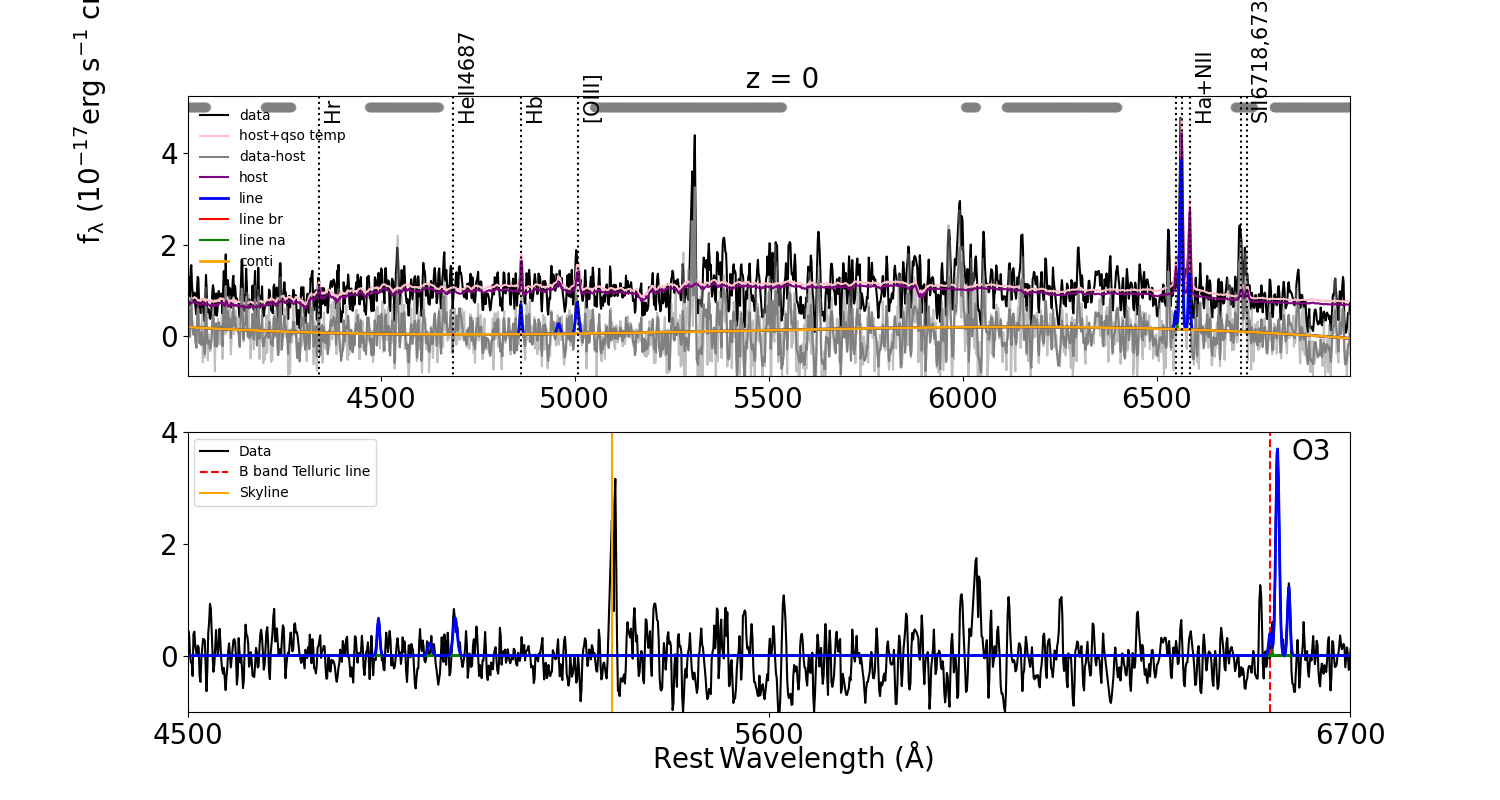 z = 0
f_λ (10^{-17}erg s^{-1} c
Hr
HeII4687
Hb
[OIII]
Ha+NII
SII6718,673
data
host+qso temp
data-host
host
line
line br
line na
conti
4
2
0
4500
5000
5500
6000
6500
Data
B band Telluric line
Skyline
O3
4
2
0
4500
5600
6700
Rest Wavelength (Å)